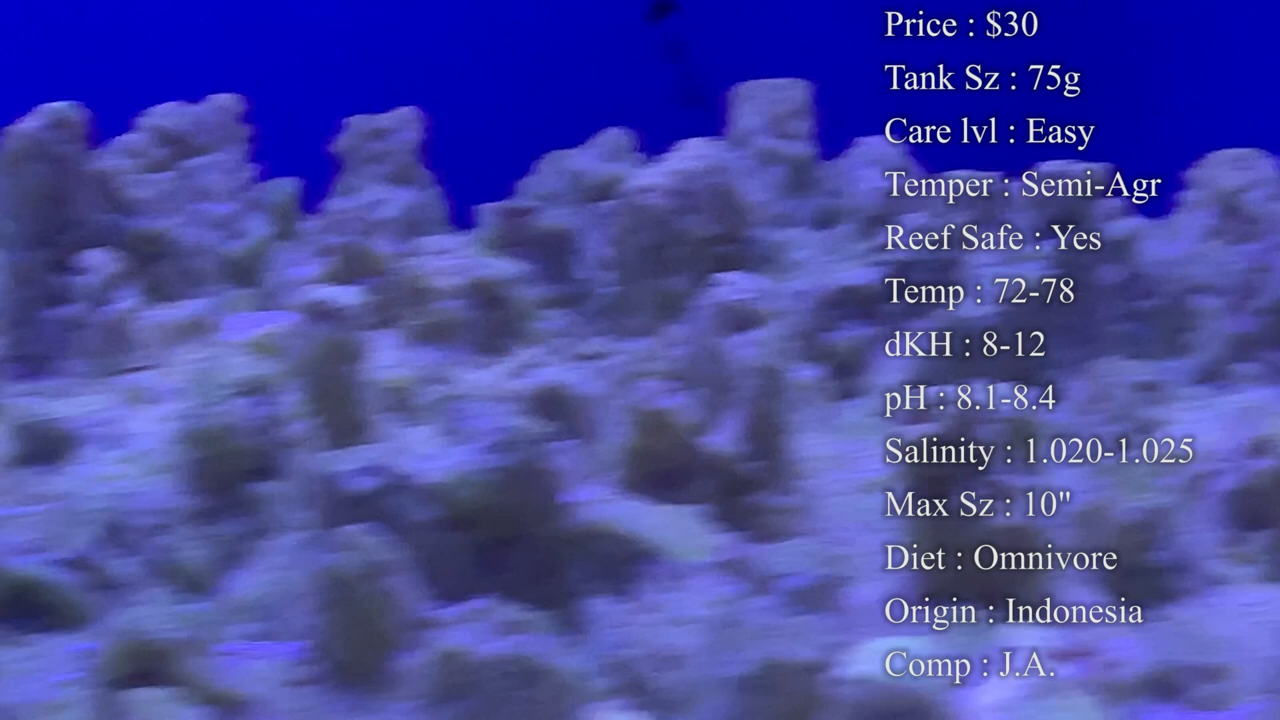 Price : $30
Tank Sz : 75g
Care lvl : Easy
Temper : Semi-Agr
Reef Safe : Yes
Temp : 72-78
dKH : 8-12
pH : 8.1-8.4
Salinity : 1.020-1.025
Max Sz : 10"
Diet : Omnivore
Origin : Indonesia
Comp : J.A.